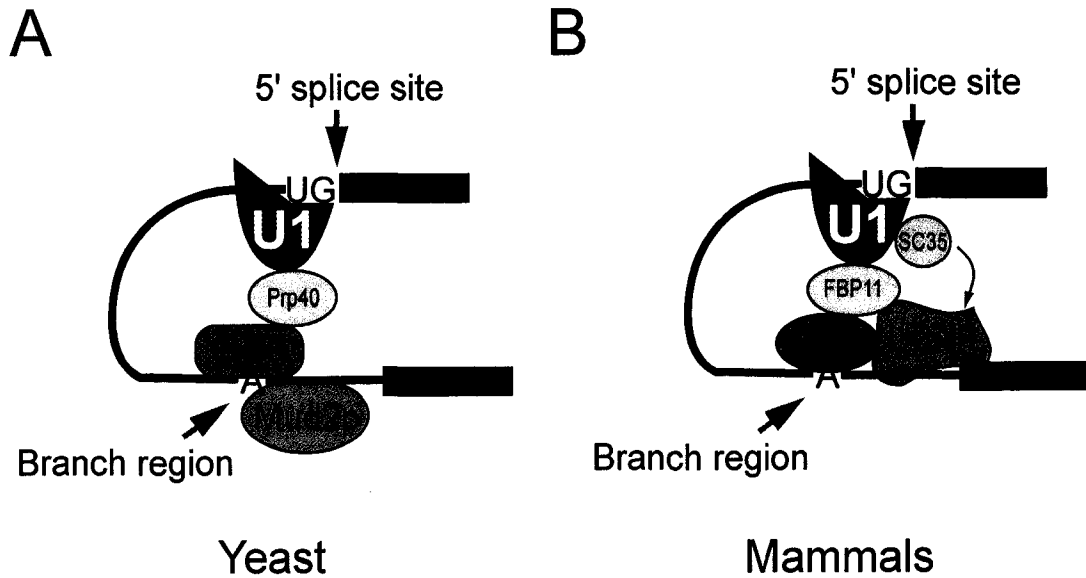 A
5' splice site
UG
U1
Prp40
A
Branch region
Yeast
B
5' splice site
UG
U1
SC35
FBP11
A
Branch region
Mammals